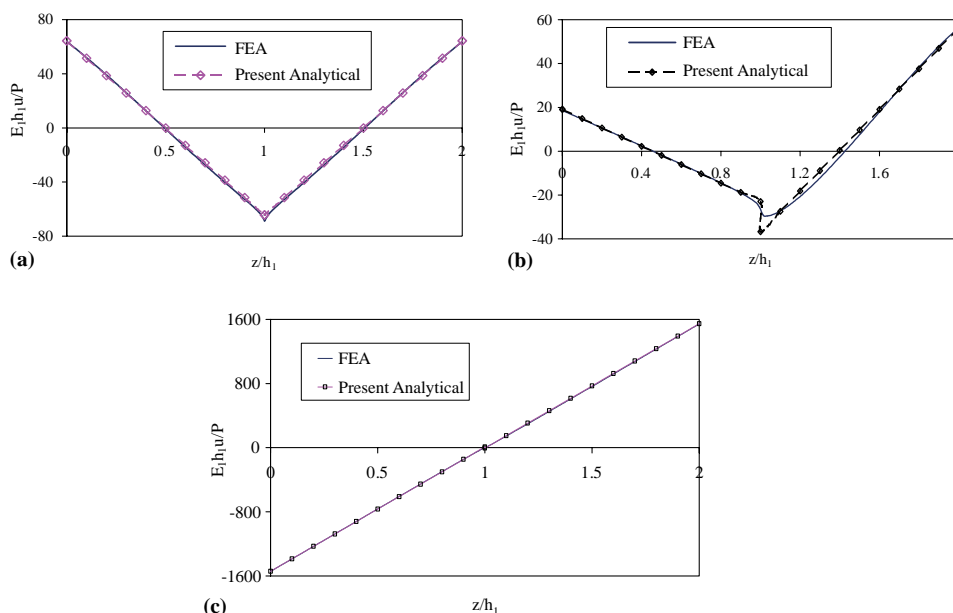 80
40
0
-40
-80
E₁h₁u/P
0
0.5
1
1.5
2
z/h₁
FEA
Present Analytical
(a)
60
40
20
0
-20
-40
E₁h₁u/P
0
0.4
0.8
1.2
1.6
z/h₁
FEA
Present Analytical
(b)
1600
800
0
-800
-1600
E₁h₁u/P
0
0.5
1
1.5
2
z/h₁
FEA
Present Analytical
(c)